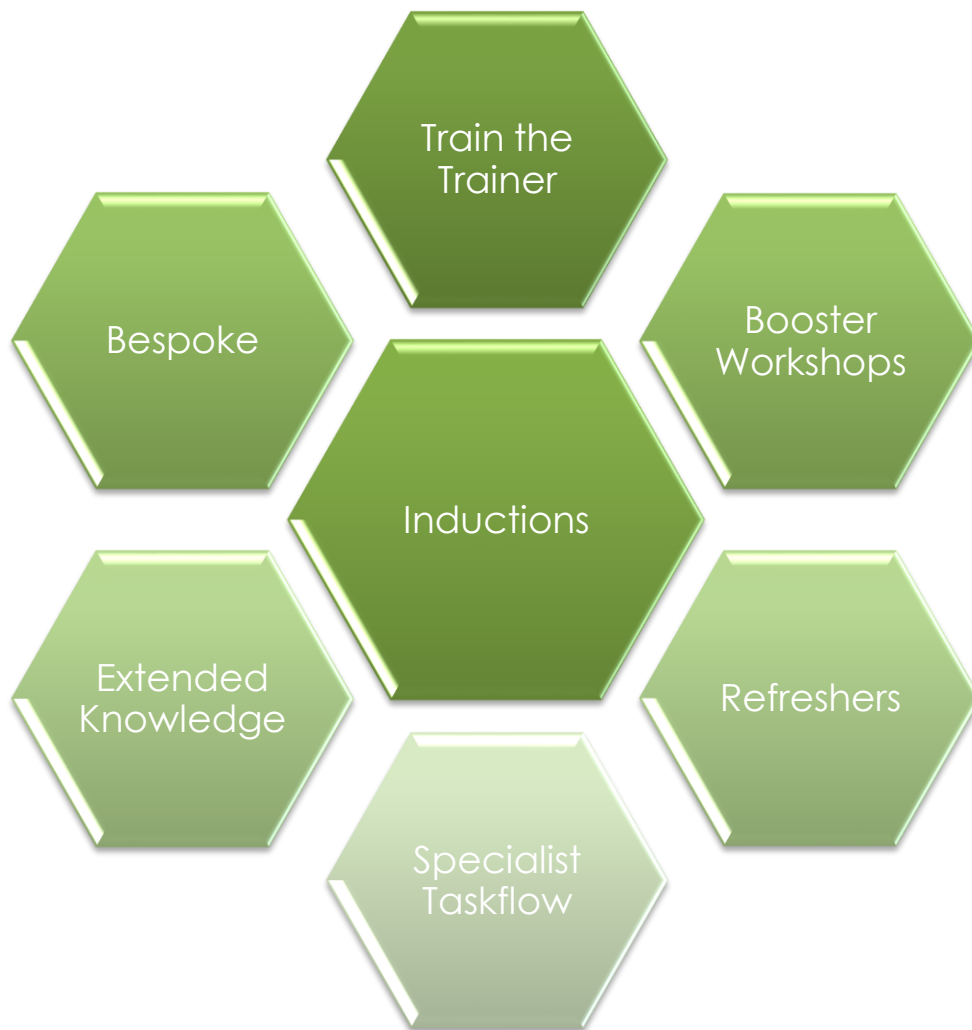 Train the
Trainer
Bespoke
Booster
Workshops
Inductions
Extended
Knowledge
Refreshers
Specialist
Taskflow